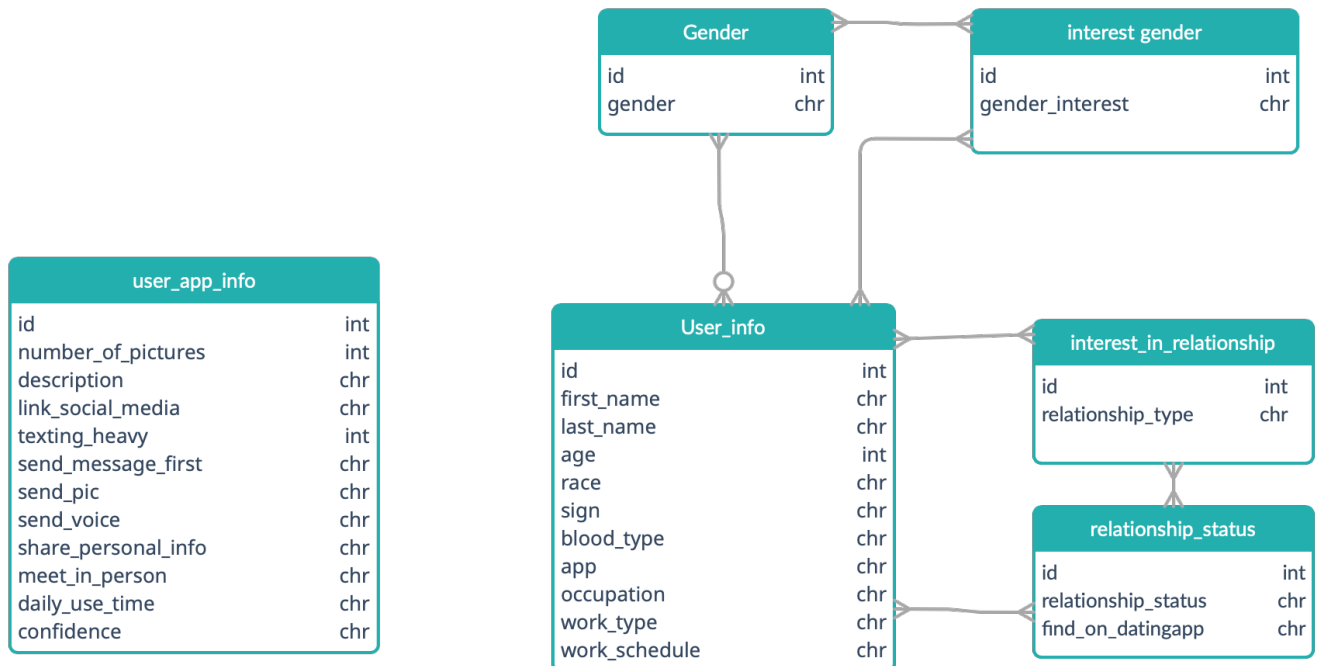 Gender
id int
gender chr
interest gender
id int
gender_interest chr
user_app_info
id int
number_of_pictures int
description chr
link_social_media chr
texting_heavy int
send_message_first chr
send_pic chr
send_voice chr
share_personal_info chr
meet_in_person chr
daily_use_time chr
confidence chr
User_info
id int
first_name chr
last_name chr
age int
race chr
sign chr
blood_type chr
app chr
occupation chr
work_type chr
work_schedule chr
interest_in_relationship
id int
relationship_type chr
relationship_status
id int
relationship_status chr
find_on_datingapp chr